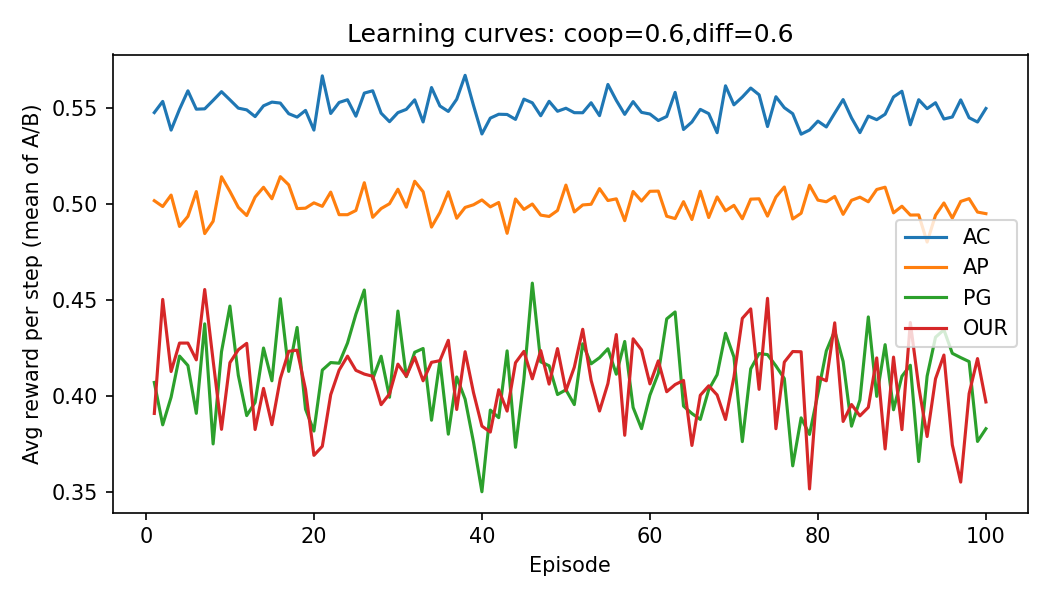 Learning curves: coop=0.6,diff=0.6
Avg reward per step (mean of A/B)
0.55
0.50
0.45
0.40
0.35
AC
AP
PG
OUR
0
20
40
60
80
100
Episode